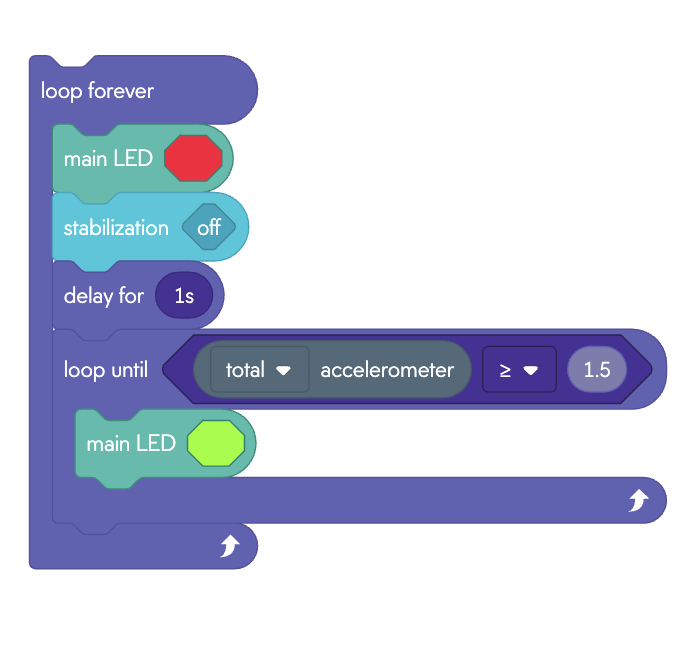 loop forever
main LED
stabilization off
delay for 1s
loop until total accelerometer ≥ 1.5
main LED